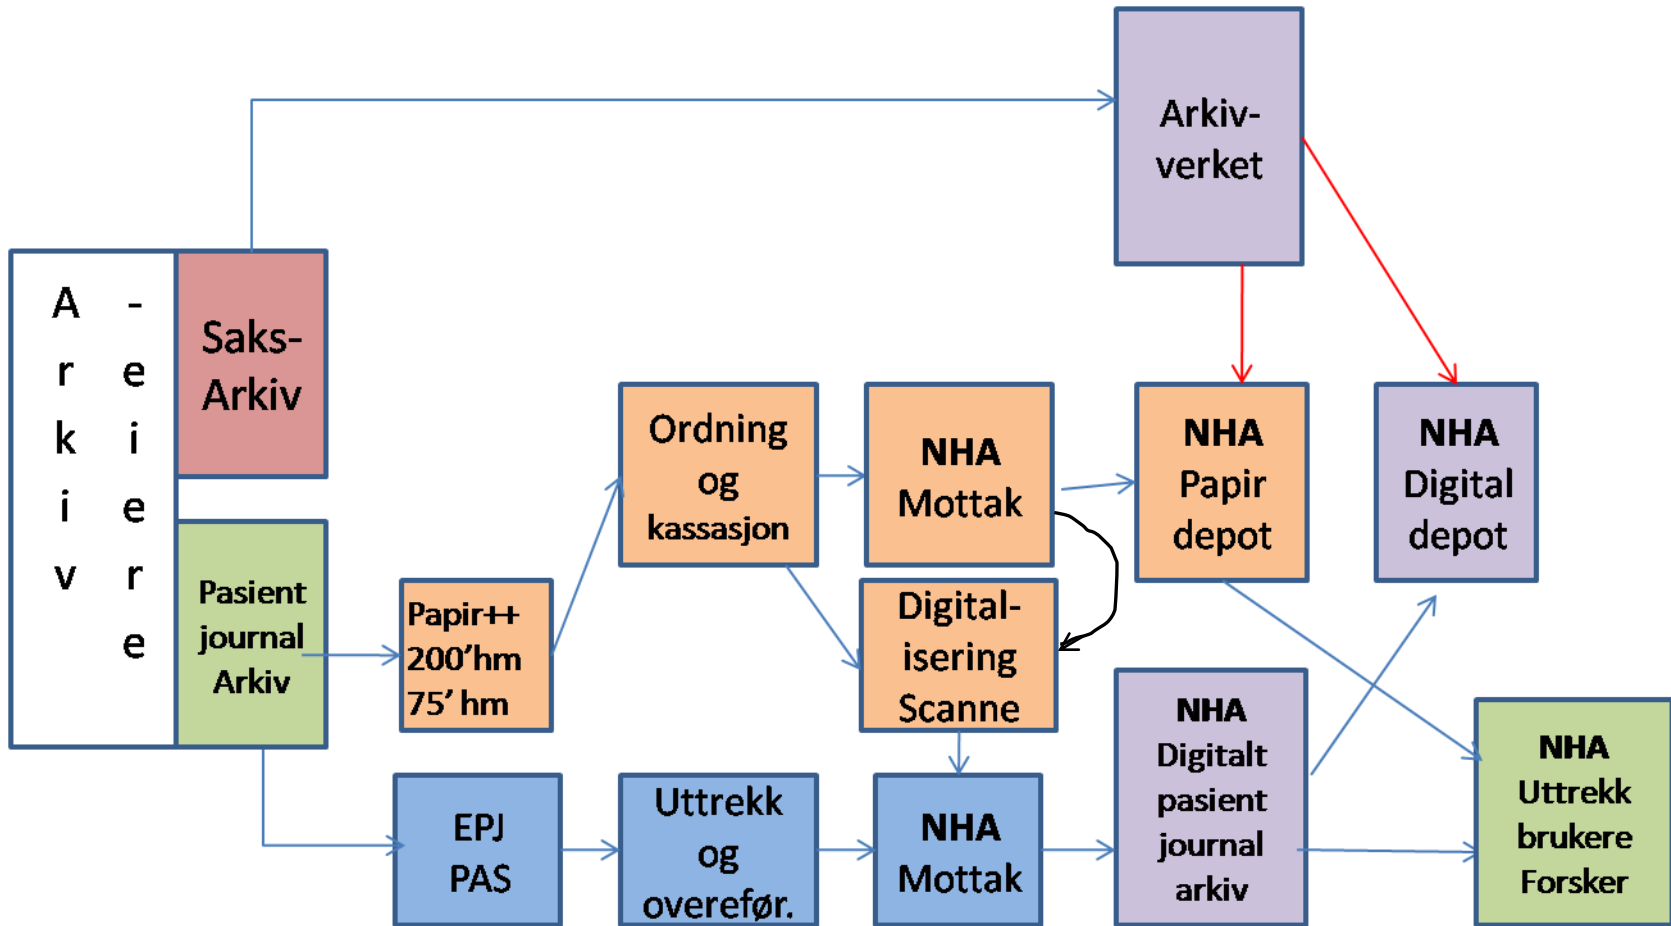 Arkiv-
verket
Arkiv
-eiere
Saks-
Arkiv
Ordning
og
kassasjon
NHA
Mottak
NHA
Papir
depot
NHA
Digital
depot
Pasient
journal
Arkiv
Papir++
200'hm
75' hm
Digital-
isering
Scanne
NHA
Digitalt
pasient
journal
arkiv
NHA
Uttrekk
brukere
Forsker
EPJ
PAS
Uttrekk
og
overefør.
NHA
Mottak